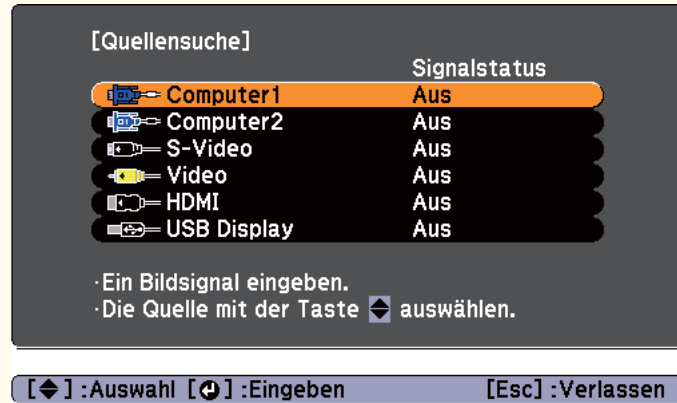 [Quellensuche]
Signalstatus
Computer1 Aus
Computer2 Aus
S-Video Aus
Video Aus
HDMI Aus
USB Display Aus
·Ein Bildsignal eingeben.
·Die Quelle mit der Taste auswählen.
[ ] :Auswahl [ ] :Eingeben [Esc] :Verlassen